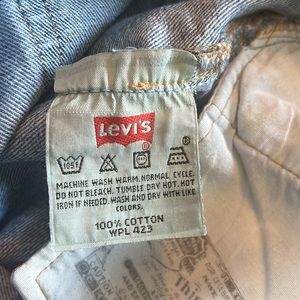 Levi's
105F
MACHINE WASH WARM. NORMAL CYCLE.
DO NOT BLEACH. TUMBLE DRY HOT. HOT
IRON IF NEEDED. WASH AND DRY WITH LIKE
COLORS.
100% COTTON
WPL 423